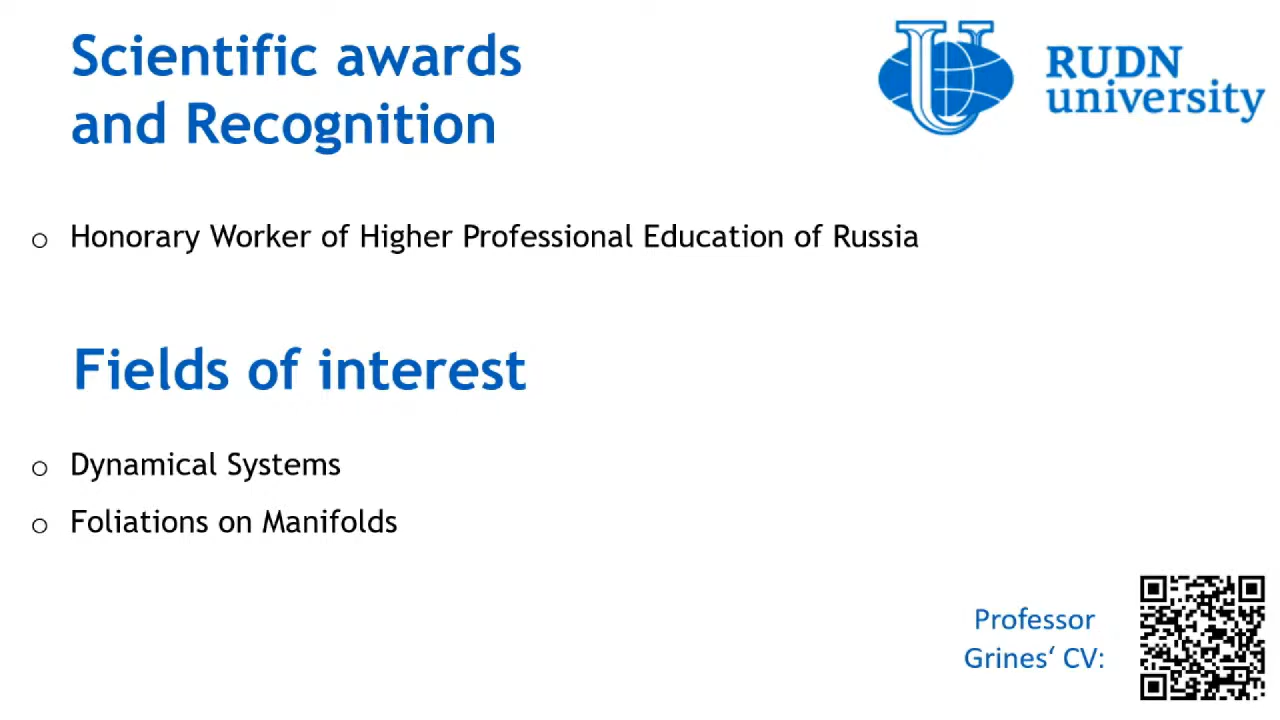 Scientific awards
and Recognition
RUDN
university
o Honorary Worker of Higher Professional Education of Russia
Fields of interest
o Dynamical Systems
o Foliations on Manifolds
Professor
Grines‘ CV: